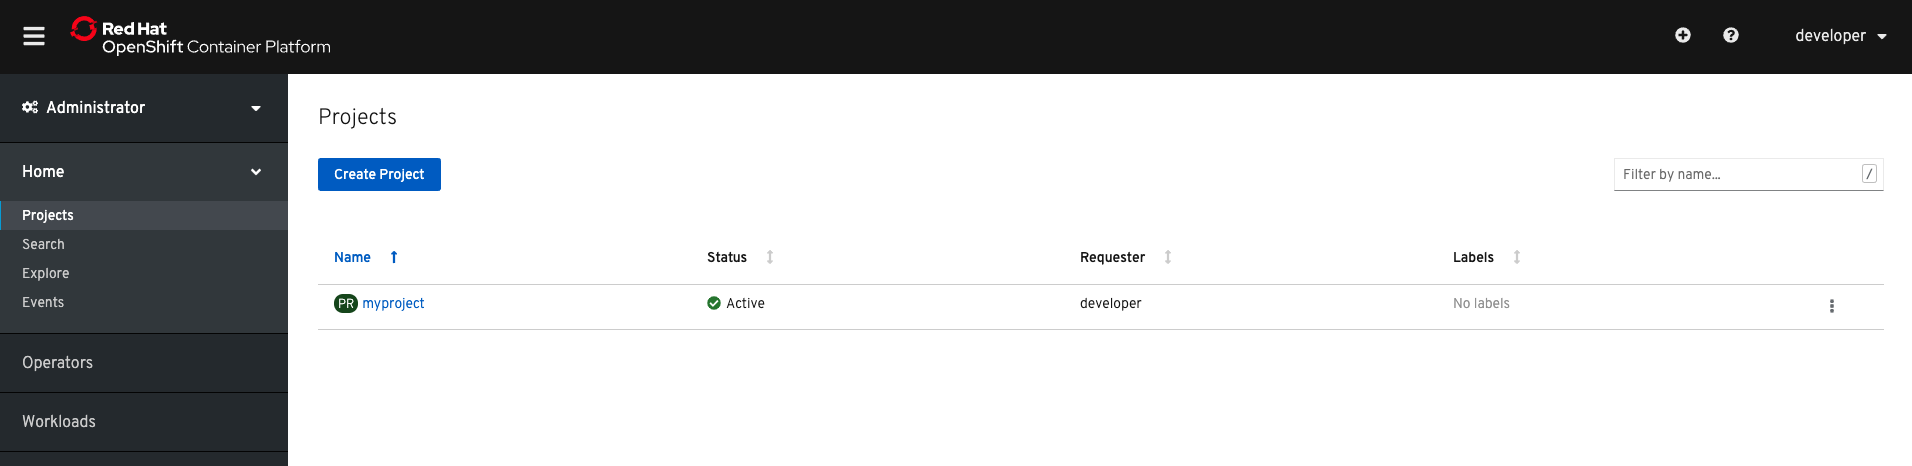 Red Hat
OpenShift Container Platform
developer
Administrator
Home
Projects
Search
Explore
Events
Operators
Workloads
Projects
Create Project
Filter by name...
/
Name Status Requester Labels
PR myproject Active developer No labels